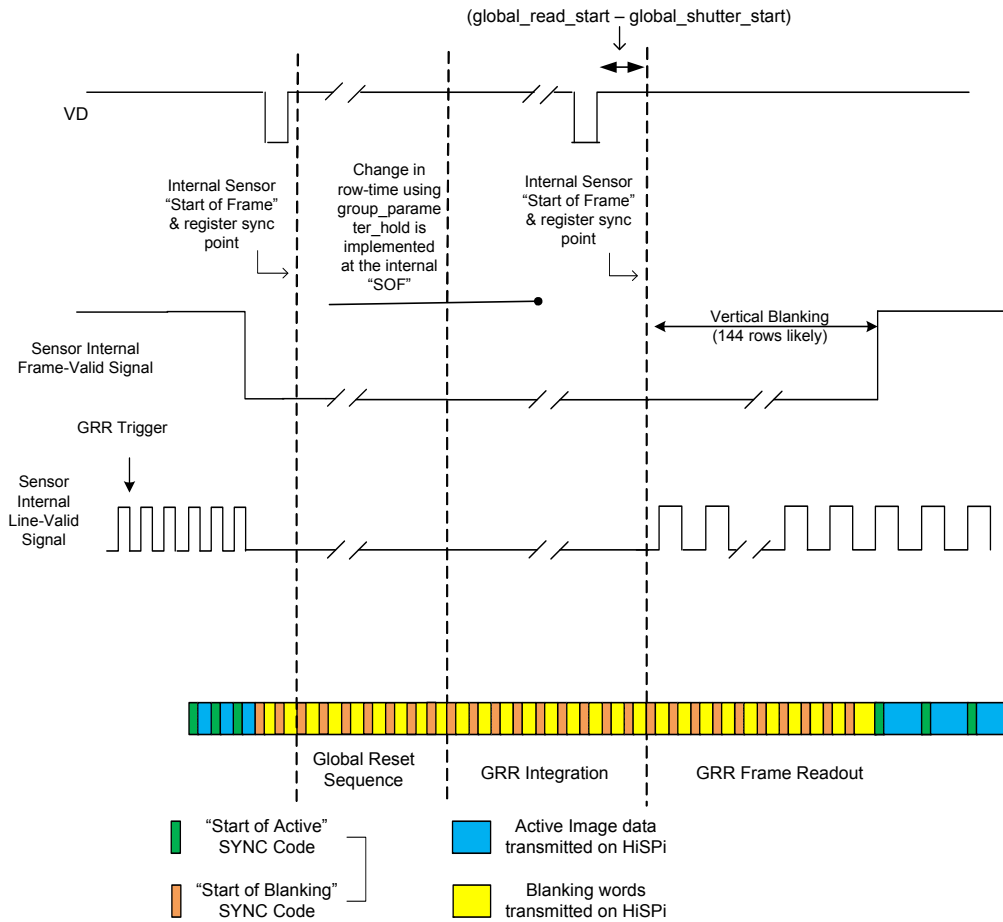 (global_read_start – global_shutter_start)
VD
Internal Sensor
“Start of Frame”
& register sync
point
Change in
row-time using
group_parame
ter_hold is
implemented
at the internal
“SOF”
Internal Sensor
“Start of Frame”
& register sync
point
Vertical Blanking
(144 rows likely)
Sensor Internal
Frame-Valid Signal
GRR Trigger
Sensor
Internal
Line-Valid
Signal
Global Reset
Sequence
GRR Integration
GRR Frame Readout
“Start of Active”
SYNC Code
Active Image data
transmitted on HiSPi
“Start of Blanking”
SYNC Code
Blanking words
transmitted on HiSPi